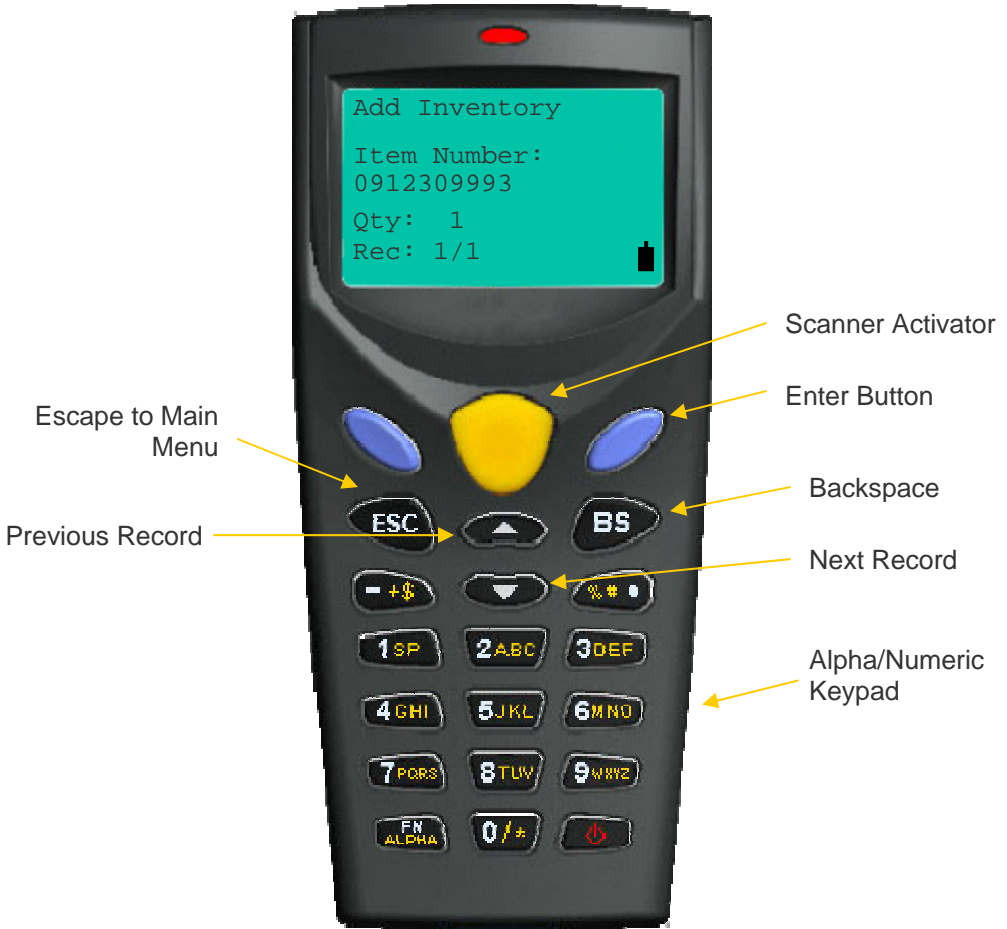 Add Inventory
Item Number:
0912309993
Qty: 1
Rec: 1/1
Scanner Activator
Enter Button
Escape to Main
Menu
Backspace
Previous Record
Next Record
Alpha/Numeric
Keypad
ESC
BS
- +$
% # •
1 SP
2 ABC
3 DEF
4 GHI
5 JKL
6 MNO
7 PQRS
8 TUV
9 WXYZ
FN
ALPHA
0 / *